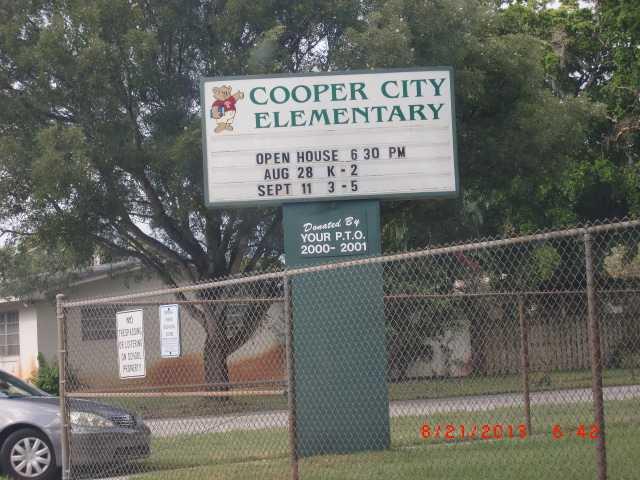 COOPER CITY
ELEMENTARY
OPEN HOUSE 6 30 PM
AUG 28 K - 2
SEPT 11 3 - 5
Donated By
YOUR P.T.O.
2000 - 2001
NO
TRESPASSING
OR LOITERING
ON SCHOOL
PROPERTY
8/21/2013 6:42